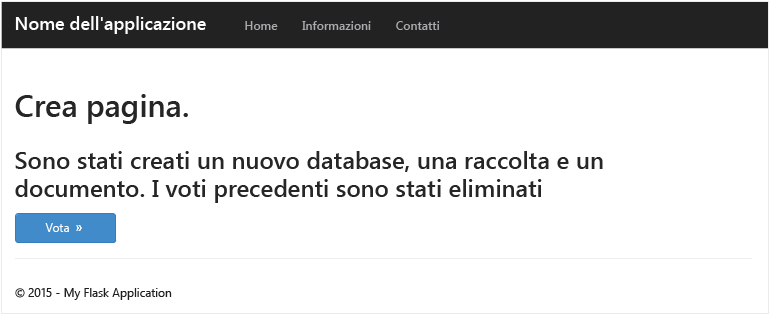 Nome dell'applicazione Home Informazioni Contatti
Crea pagina.
Sono stati creati un nuovo database, una raccolta e un
documento. I voti precedenti sono stati eliminati
Vota »
© 2015 - My Flask Application